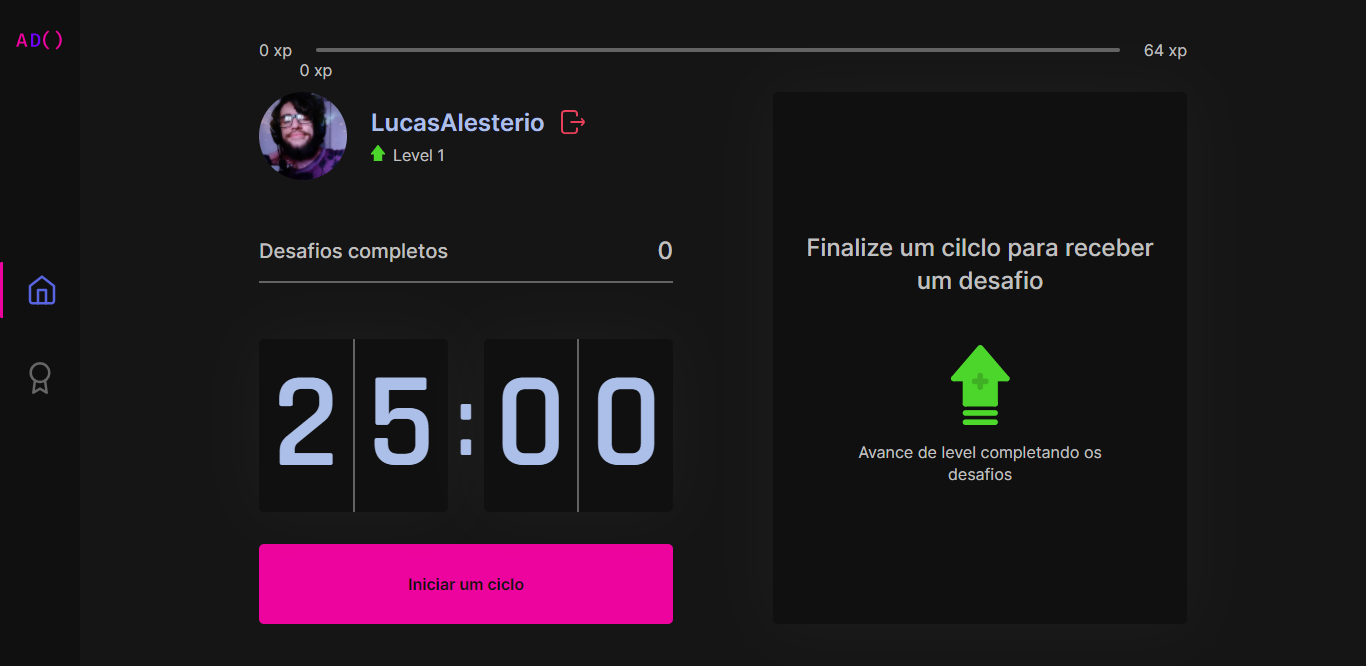 AD()
0 xp
64 xp
0 xp
LucasAlesterio
Level 1
Desafios completos
0
25:00
Iniciar um ciclo
Finalize um cilclo para receber
um desafio
Avance de level completando os
desafios